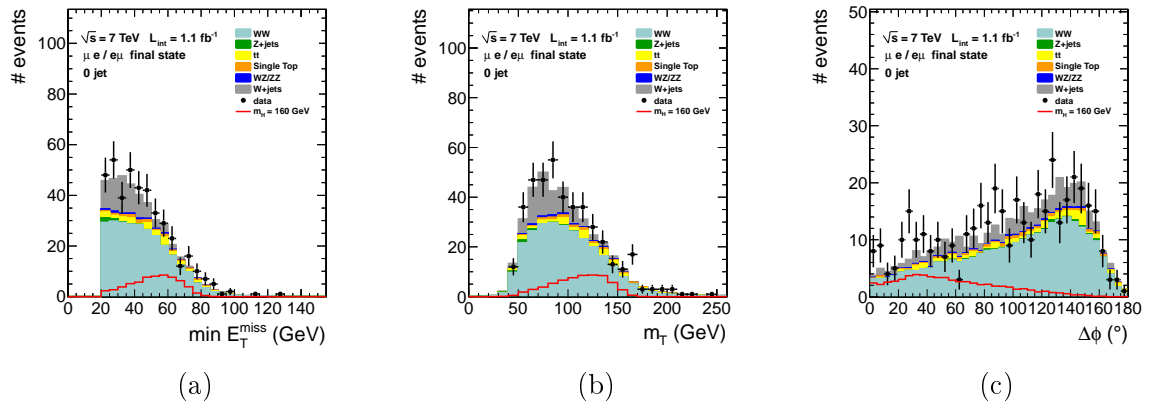 √s = 7 TeV L_int = 1.1 fb⁻¹
μ e / eμ final state
0 jet
WW
Z+jets
tt
Single Top
WZ/ZZ
W+jets
data
m_H = 160 GeV
# events
0
20
40
60
80
100
0 20 40 60 80 100 120 140
min E_T^miss (GeV)
(a)
√s = 7 TeV L_int = 1.1 fb⁻¹
μ e / eμ final state
0 jet
WW
Z+jets
tt
Single Top
WZ/ZZ
W+jets
data
m_H = 160 GeV
# events
0
20
40
60
80
100
0 50 100 150 200 250
m_T (GeV)
(b)
√s = 7 TeV L_int = 1.1 fb⁻¹
μ e / eμ final state
0 jet
WW
Z+jets
tt
Single Top
WZ/ZZ
W+jets
data
m_H = 160 GeV
# events
0
10
20
30
40
50
0 20 40 60 80 100 120 140 160 180
Δϕ (°)
(c)